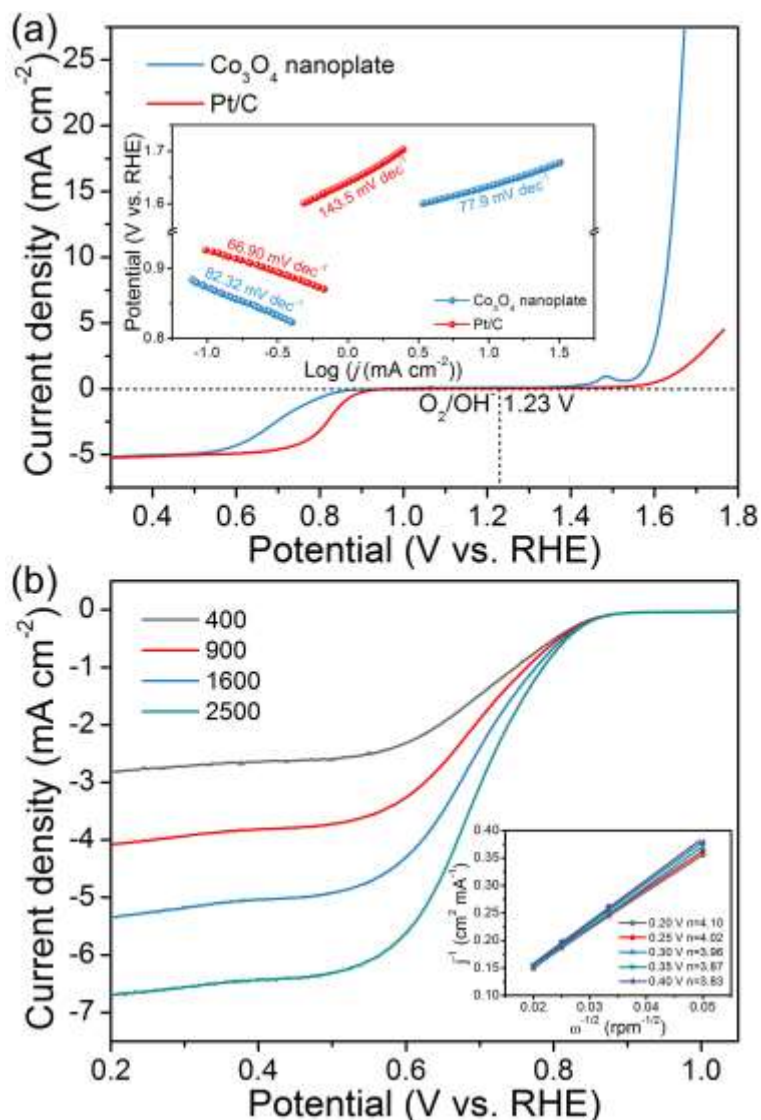 (a)
Co₃O₄ nanoplate
Pt/C
Current density (mA cm⁻²)
25
20
15
10
5
0
-5
Potential (V vs. RHE)
1.7
1.6
0.9
0.8
143.5 mV dec⁻¹
77.9 mV dec⁻¹
66.90 mV dec⁻¹
82.32 mV dec⁻¹
Co₃O₄ nanoplate
Pt/C
-1.0 -0.5 0.0 0.5 1.0 1.5
Log (j (mA cm⁻²))
O₂/OH⁻ 1.23 V
0.4 0.6 0.8 1.0 1.2 1.4 1.6 1.8
Potential (V vs. RHE)
(b)
400
900
1600
2500
Current density (mA cm⁻²)
0
-1
-2
-3
-4
-5
-6
-7
j⁻¹ (cm² mA⁻¹)
0.40
0.35
0.30
0.25
0.20
0.15
0.10
0.20 V n=4.10
0.25 V n=4.02
0.30 V n=3.96
0.35 V n=3.87
0.40 V n=3.83
0.02 0.03 0.04 0.05
ω⁻¹/² (rpm⁻¹/²)
0.2 0.4 0.6 0.8 1.0
Potential (V vs. RHE)